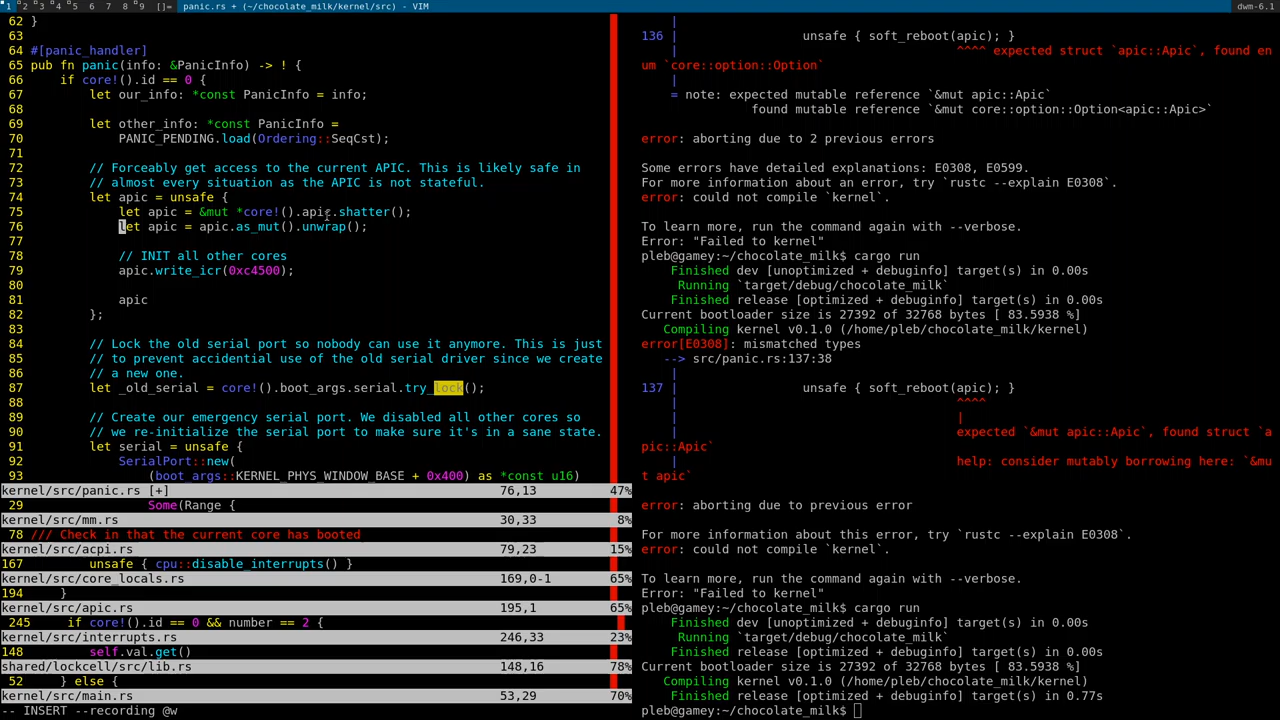 1 2 3 4 5 6 7 8 9 []= panic.rs + (~/chocolate_milk/kernel/src) - VIM dwm-6.1
62 }
63
64 #[panic_handler]
65 pub fn panic(info: &PanicInfo) -> ! {
66     if core!().id == 0 {
67         let our_info: *const PanicInfo = info;
68
69         let other_info: *const PanicInfo =
70             PANIC_PENDING.load(Ordering::SeqCst);
71
72         // Forceably get access to the current APIC. This is likely safe in
73         // almost every situation as the APIC is not stateful.
74         let apic = unsafe {
75             let apic = &mut *core!().apic.shatter();
76             let apic = apic.as_mut().unwrap();
77
78             // INIT all other cores
79             apic.write_icr(0xc4500);
80
81             apic
82         };
83
84         // Lock the old serial port so nobody can use it anymore. This is just
85         // to prevent accidential use of the old serial driver since we create
86         // a new one.
87         let _old_serial = core!().boot_args.serial.try_lock();
88
89         // Create our emergency serial port. We disabled all other cores so
90         // we re-initialize the serial port to make sure it's in a sane state.
91         let serial = unsafe {
92             SerialPort::new(
93                 (boot_args::KERNEL_PHYS_WINDOW_BASE + 0x400) as *const u16)
kernel/src/panic.rs [+] 76,13 47%
29                 Some(Range {
kernel/src/mm.rs 30,33 8%
78 /// Check in that the current core has booted
kernel/src/acpi.rs 79,23 15%
167         unsafe { cpu::disable_interrupts() }
kernel/src/core_locals.rs 169,0-1 65%
194     }
kernel/src/apic.rs 195,1 65%
245     if core!().id == 0 && number == 2 {
kernel/src/interrupts.rs 246,33 23%
148         self.val.get()
shared/lockcell/src/lib.rs 148,16 78%
52     } else {
kernel/src/main.rs 53,29 70%
-- INSERT --recording @w
|
136 |                 unsafe { soft_reboot(apic); }
|                                      ^^^^ expected struct `apic::Apic`, found en
um `core::option::Option`
|
= note: expected mutable reference `&mut apic::Apic`
found mutable reference `&mut core::option::Option<apic::Apic>`
error: aborting due to 2 previous errors
Some errors have detailed explanations: E0308, E0599.
For more information about an error, try `rustc --explain E0308`.
error: could not compile `kernel`.
To learn more, run the command again with --verbose.
Error: "Failed to kernel"
pleb@gamey:~/chocolate_milk$ cargo run
Finished dev [unoptimized + debuginfo] target(s) in 0.00s
Running `target/debug/chocolate_milk`
Finished release [optimized + debuginfo] target(s) in 0.00s
Current bootloader size is 27392 of 32768 bytes [ 83.5938 %]
Compiling kernel v0.1.0 (/home/pleb/chocolate_milk/kernel)
error[E0308]: mismatched types
--> src/panic.rs:137:38
|
137 |                 unsafe { soft_reboot(apic); }
|                                      ^^^^
|                                      |
|                                      expected `&mut apic::Apic`, found struct `a
pic::Apic`
|                                      help: consider mutably borrowing here: `&mu
t apic`
error: aborting due to previous error
For more information about this error, try `rustc --explain E0308`.
error: could not compile `kernel`.
To learn more, run the command again with --verbose.
Error: "Failed to kernel"
pleb@gamey:~/chocolate_milk$ cargo run
Finished dev [unoptimized + debuginfo] target(s) in 0.00s
Running `target/debug/chocolate_milk`
Finished release [optimized + debuginfo] target(s) in 0.00s
Current bootloader size is 27392 of 32768 bytes [ 83.5938 %]
Compiling kernel v0.1.0 (/home/pleb/chocolate_milk/kernel)
Finished release [optimized + debuginfo] target(s) in 0.77s
pleb@gamey:~/chocolate_milk$